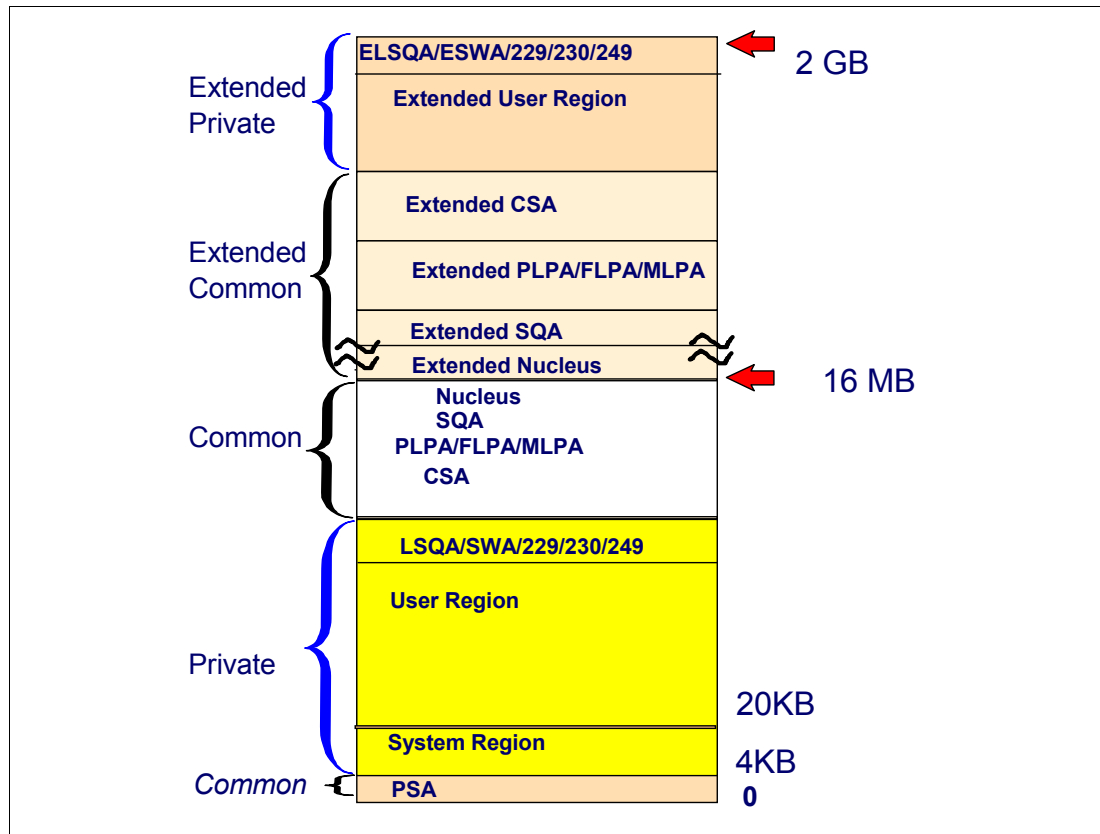 ELSQA/ESWA/229/230/249
2 GB
Extended
Private
Extended User Region
Extended CSA
Extended
Common
Extended PLPA/FLPA/MLPA
Extended SQA
Extended Nucleus
16 MB
Common
Nucleus
SQA
PLPA/FLPA/MLPA
CSA
LSQA/SWA/229/230/249
User Region
Private
20KB
System Region
4KB
Common
PSA
0